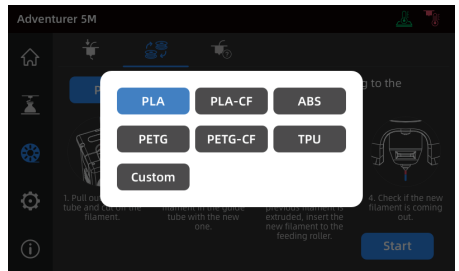 Adventurer 5M
g to the
PLA
PLA-CF
ABS
PETG
PETG-CF
TPU
Custom
1. Pull ou
tube and cut off the
filament.
filament in the guide
tube with the new
one.
previous filament is
extruded, insert the
new filament to the
feeding roller.
4. Check if the new
filament is coming
out.
Start